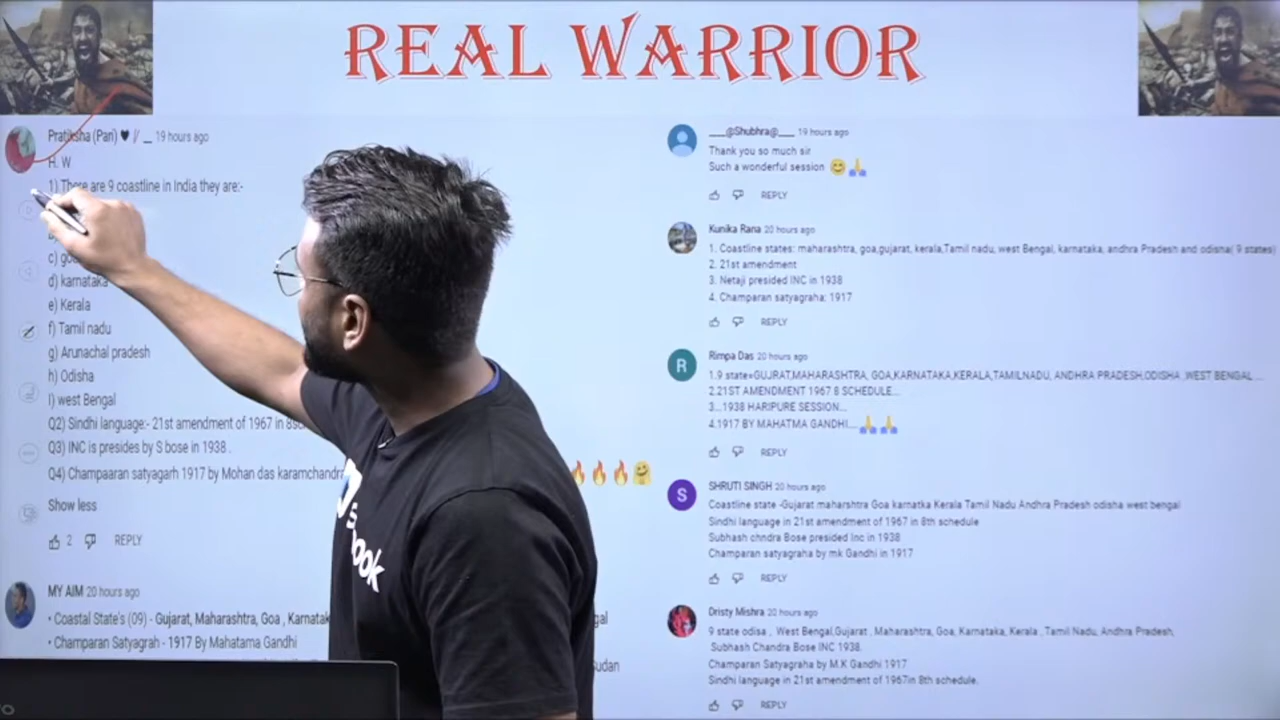 REAL WARRIOR
Pratiksha (Pari) 19 hours ago
H. W
1) There are 9 coastline in India they are:-
d) karnataka
e) Kerala
f) Tamil nadu
g) Arunachal pradesh
h) Odisha
I) west Bengal
Q2) Sindhi language:- 21st amendment of 1967 in
Q3) INC is presides by S bose in 1938 .
Q4) Champaaran satyagarh 1917 by Mohan das karamchandra
Show less
2 REPLY
MY AIM 20 hours ago
• Coastal State's (09) - Gujarat, Maharashtra, Goa , Karnatak
• Champaran Satyagrah - 1917 By Mahatama Gandhi
___@Shubhra@___ 19 hours ago
Thank you so much sir
Such a wonderful session 😊🙏
REPLY
Kunika Rana 20 hours ago
1. Coastline states: maharashtra, goa,gujarat, kerala,Tamil nadu, west Bengal, karnataka, andhra Pradesh and odisha( 9 states)
2. 21st amendment
3. Netaji presided INC in 1938
4. Champaran satyagraha: 1917
REPLY
R
Rimpa Das 20 hours ago
1.9 state=GUJRAT,MAHARASHTRA, GOA,KARNATAKA,KERALA,TAMILNADU, ANDHRA PRADESH,ODISHA ,WEST BENGAL....
2.21ST AMENDMENT 1967 8 SCHEDULE...
3...1938 HARIPURE SESSION...
4.1917 BY MAHATMA GANDHI....🙏🙏
REPLY
S
SHRUTI SINGH 20 hours ago
Coastline state -Gujarat maharshtra Goa karnatka Kerala Tamil Nadu Andhra Pradesh odisha west bengal
Sindhi language in 21st amendment of 1967 in 8th schedule
Subhash chndra Bose presided Inc in 1938
Champaran satyagraha by mk Gandhi in 1917
REPLY
Dristy Mishra 20 hours ago
9 state odisa , West Bengal,Gujarat , Maharashtra, Goa, Karnataka, Kerala , Tamil Nadu, Andhra Pradesh,
Subhash Chandra Bose INC 1938.
Champaran Satyagraha by M.K Gandhi 1917
Sindhi language in 21st amendment of 1967in 8th schedule.
REPLY